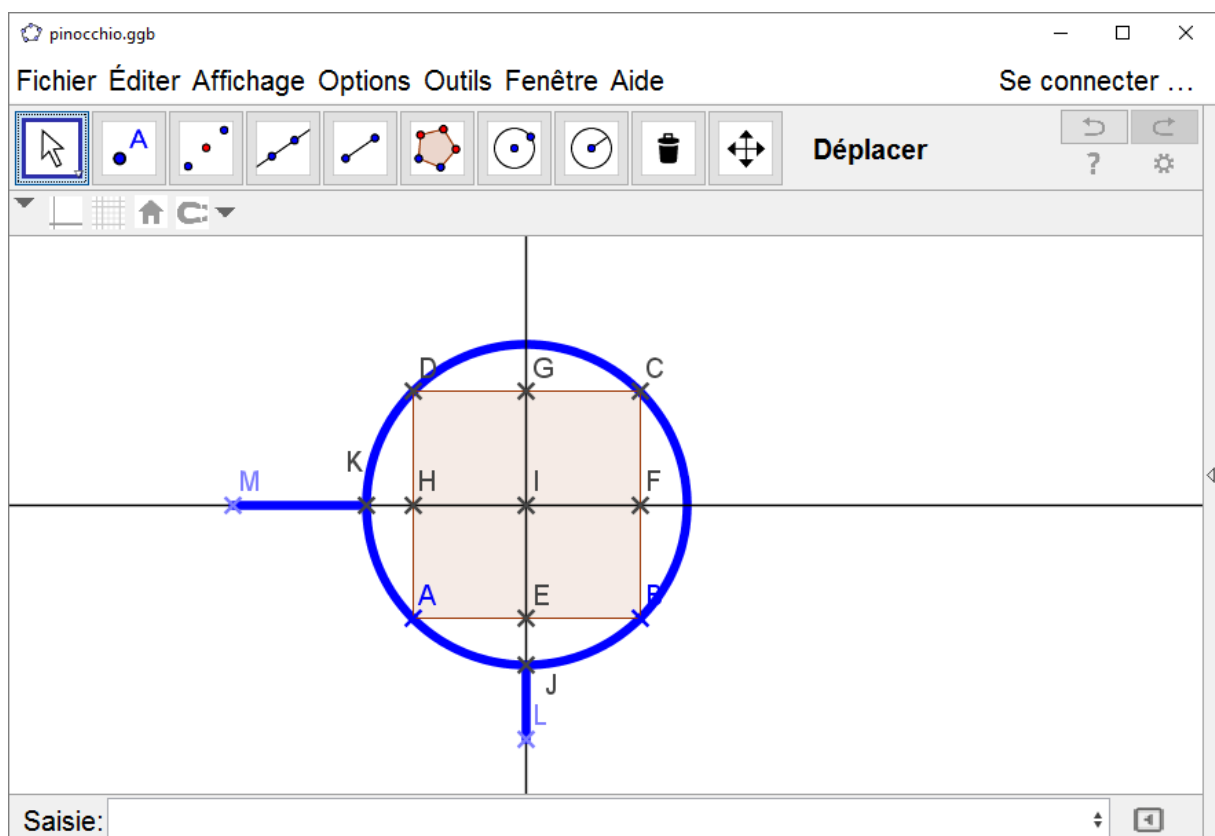 pinocchio.ggb
Fichier Éditer Affichage Options Outils Fenêtre Aide Se connecter ...
A Déplacer ?
D G C
K
M H I F
A E B
J
L
Saisie: